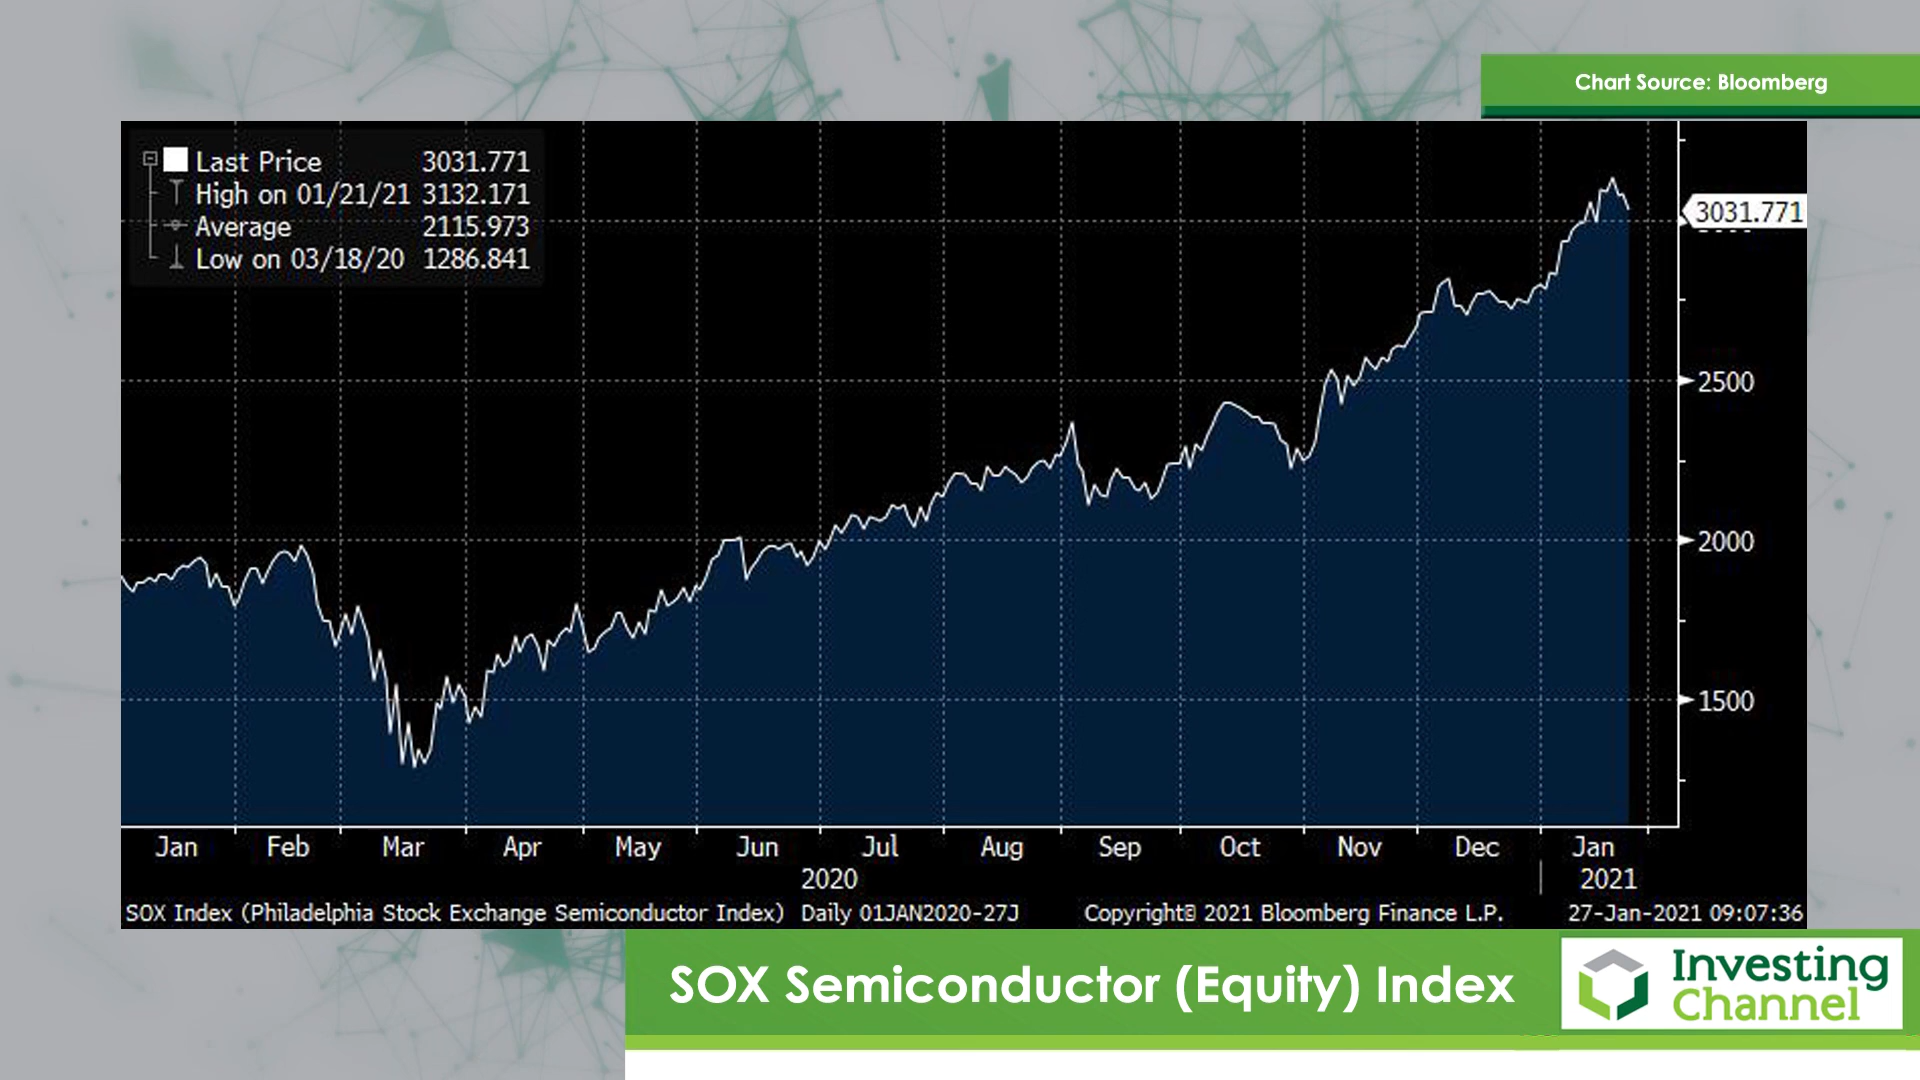 Chart Source: Bloomberg
Last Price 3031.771
High on 01/21/21 3132.171
Average 2115.973
Low on 03/18/20 1286.841
3031.771
2500
2000
1500
Jan Feb Mar Apr May Jun Jul Aug Sep Oct Nov Dec Jan
2020 2021
SOX Index (Philadelphia Stock Exchange Semiconductor Index) Daily 01JAN2020-27J Copyright© 2021 Bloomberg Finance L.P. 27-Jan-2021 09:07:36
SOX Semiconductor (Equity) Index
Investing
Channel